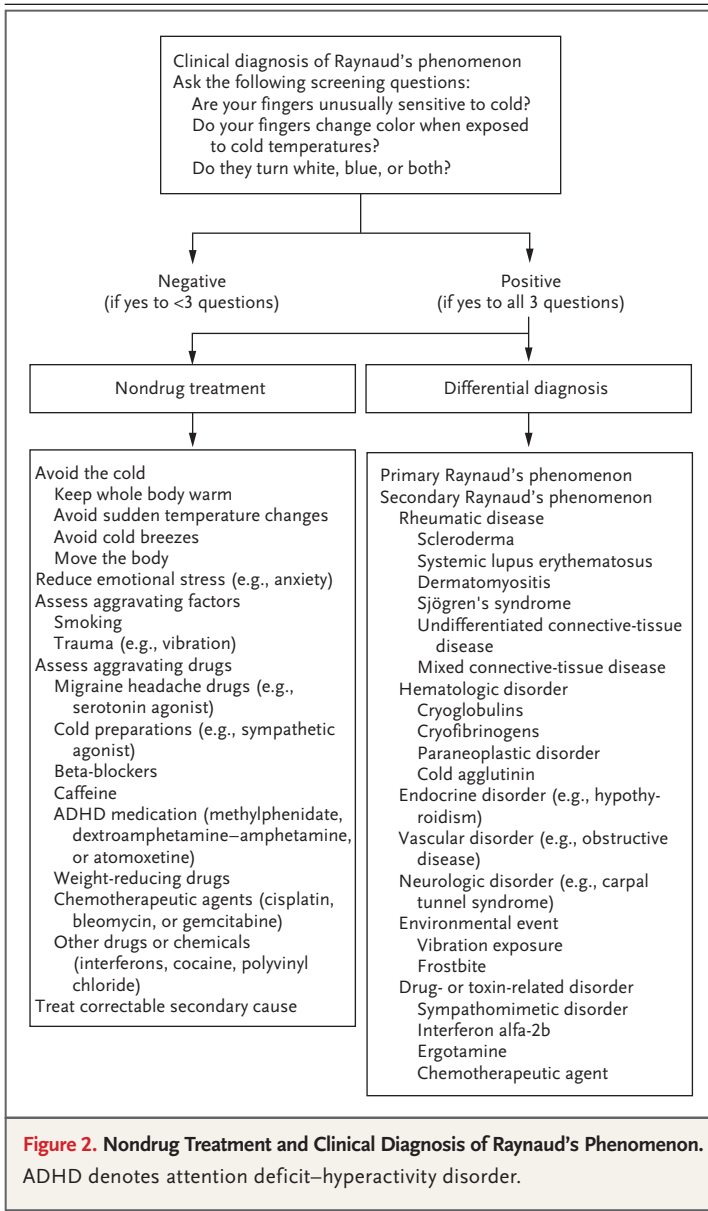 Clinical diagnosis of Raynaud's phenomenon
Ask the following screening questions:
Are your fingers unusually sensitive to cold?
Do your fingers change color when exposed
to cold temperatures?
Do they turn white, blue, or both?
Negative
(if yes to <3 questions)
Positive
(if yes to all 3 questions)
Nondrug treatment
Differential diagnosis
Avoid the cold
Keep whole body warm
Avoid sudden temperature changes
Avoid cold breezes
Move the body
Reduce emotional stress (e.g., anxiety)
Assess aggravating factors
Smoking
Trauma (e.g., vibration)
Assess aggravating drugs
Migraine headache drugs (e.g.,
serotonin agonist)
Cold preparations (e.g., sympathetic
agonist)
Beta-blockers
Caffeine
ADHD medication (methylphenidate,
dextroamphetamine–amphetamine,
or atomoxetine)
Weight-reducing drugs
Chemotherapeutic agents (cisplatin,
bleomycin, or gemcitabine)
Other drugs or chemicals
(interferons, cocaine, polyvinyl
chloride)
Treat correctable secondary cause
Primary Raynaud's phenomenon
Secondary Raynaud's phenomenon
Rheumatic disease
Scleroderma
Systemic lupus erythematosus
Dermatomyositis
Sjögren's syndrome
Undifferentiated connective-tissue
disease
Mixed connective-tissue disease
Hematologic disorder
Cryoglobulins
Cryofibrinogens
Paraneoplastic disorder
Cold agglutinin
Endocrine disorder (e.g., hypothy-
roidism)
Vascular disorder (e.g., obstructive
disease)
Neurologic disorder (e.g., carpal
tunnel syndrome)
Environmental event
Vibration exposure
Frostbite
Drug- or toxin-related disorder
Sympathomimetic disorder
Interferon alfa-2b
Ergotamine
Chemotherapeutic agent
Figure 2. Nondrug Treatment and Clinical Diagnosis of Raynaud's Phenomenon.
ADHD denotes attention deficit–hyperactivity disorder.